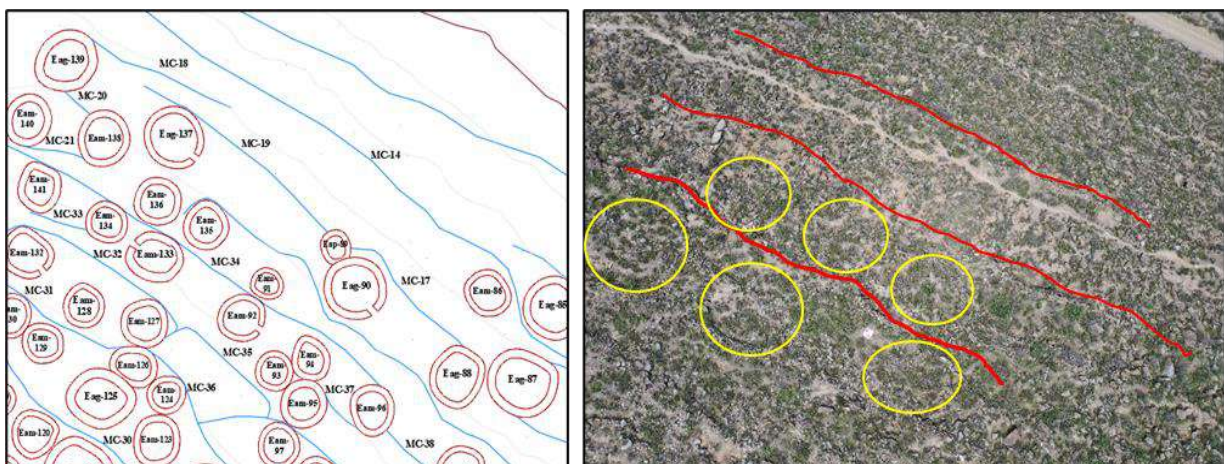 Eag-139
MC-18
MC-20
Eam-
140
Eag-137
MC-21
Eam-138
MC-19
MC-14
Eam-
141
Eam-
136
MC-33
Eam-
134
Eam-
135
Eam-132
MC-32
Eam-133
Eap-89
MC-34
MC-17
Eam-
91
Eag-90
Eam-86
MC-31
Eam-
128
Eam-127
Eam-92
Eam-
129
MC-35
Eam-
94
Eam-126
Eam-
93
Eag-88
Eag-87
MC-36
MC-37
Eag-125
Eam-
124
Eam-95
Eam-96
Eam-120
MC-30
Eam-123
Eam-
97
MC-38